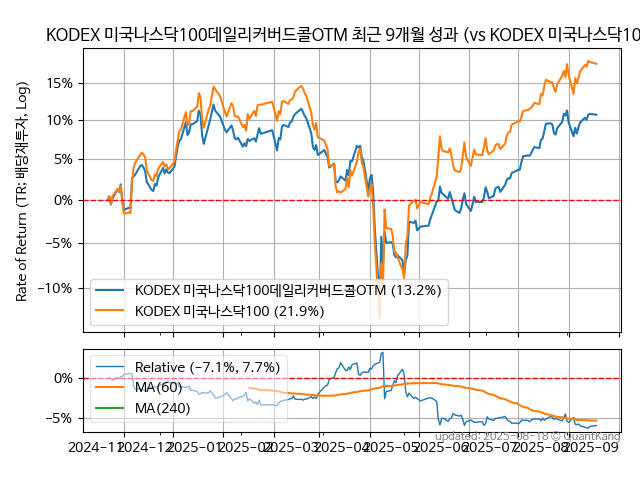 KODEX 미국나스닥100데일리커버드콜OTM 최근 9개월 성과 (vs KODEX 미국나스닥10
Rate of Return (TR: 배당재투자, Log)
15%
10%
5%
0%
−5%
−10%
KODEX 미국나스닥100데일리커버드콜OTM (13.2%)
KODEX 미국나스닥100 (21.9%)
0%
−5%
Relative (−7.1%, 7.7%)
MA(60)
MA(240)
updated: 2025-08-18 © QuantKang
2024-11 2024-12 2025-01 2025-02 2025-03 2025-04 2025-05 2025-06 2025-07 2025-08 2025-09